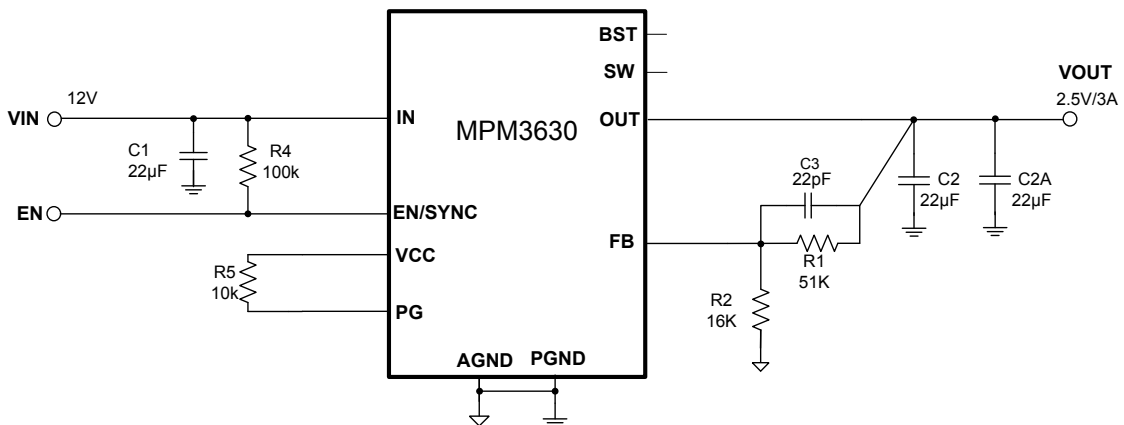 BST
SW
VOUT
12V
2.5V/3A
VIN
IN
MPM3630
OUT
C1
22µF
R4
100k
C3
22pF
C2
22µF
C2A
22µF
EN
EN/SYNC
FB
R1
51K
VCC
R5
10k
PG
R2
16K
AGND
PGND